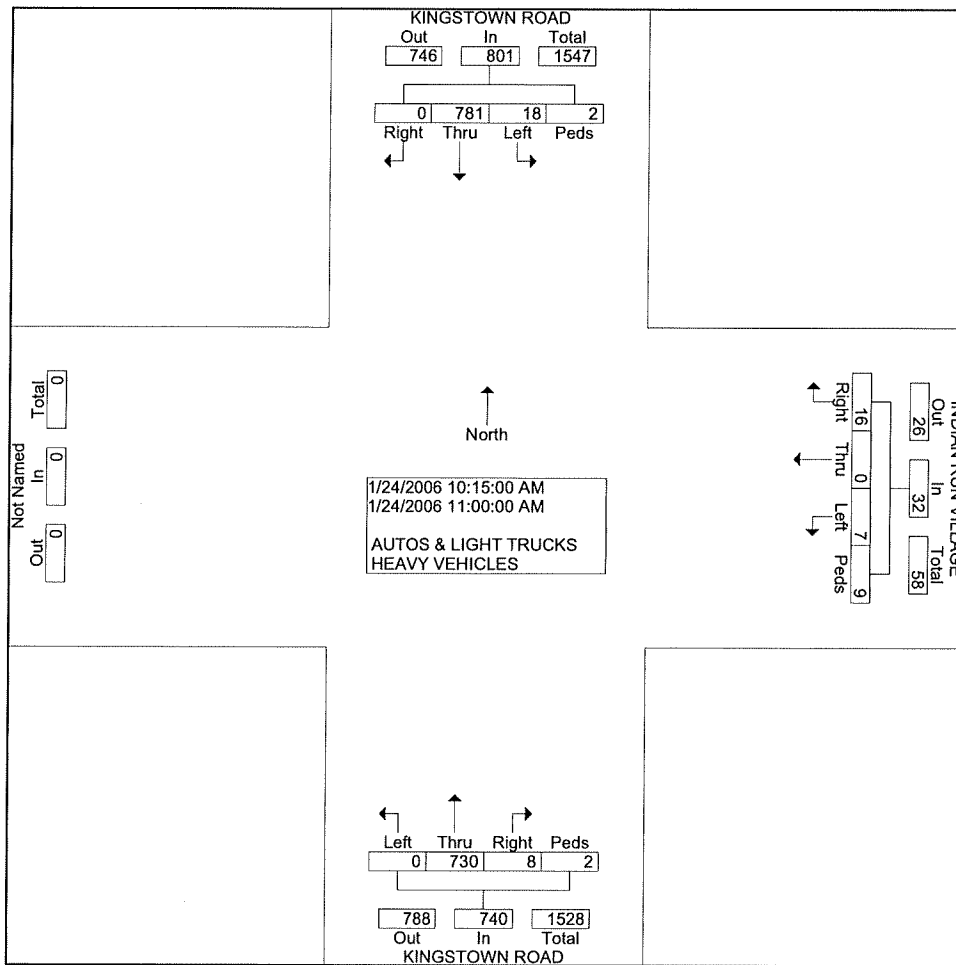 KINGSTOWN ROAD
Out In Total
746 801 1547
0 781 18 2
Right Thru Left Peds
North
1/24/2006 10:15:00 AM
1/24/2006 11:00:00 AM
AUTOS & LIGHT TRUCKS
HEAVY VEHICLES
Not Named
Out In Total
0 0 0
INDIAN RUN VILLAGE
Out In Total
26 32 58
16 0 7 9
Right Thru Left Peds
Left Thru Right Peds
0 730 8 2
788 740 1528
Out In Total
KINGSTOWN ROAD